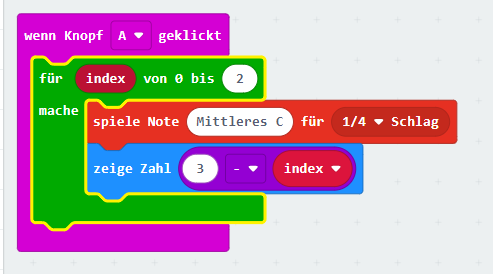 wenn Knopf A geklickt
für index von 0 bis 2
mache
spiele Note Mittleres C für 1/4 Schlag
zeige Zahl 3 - index